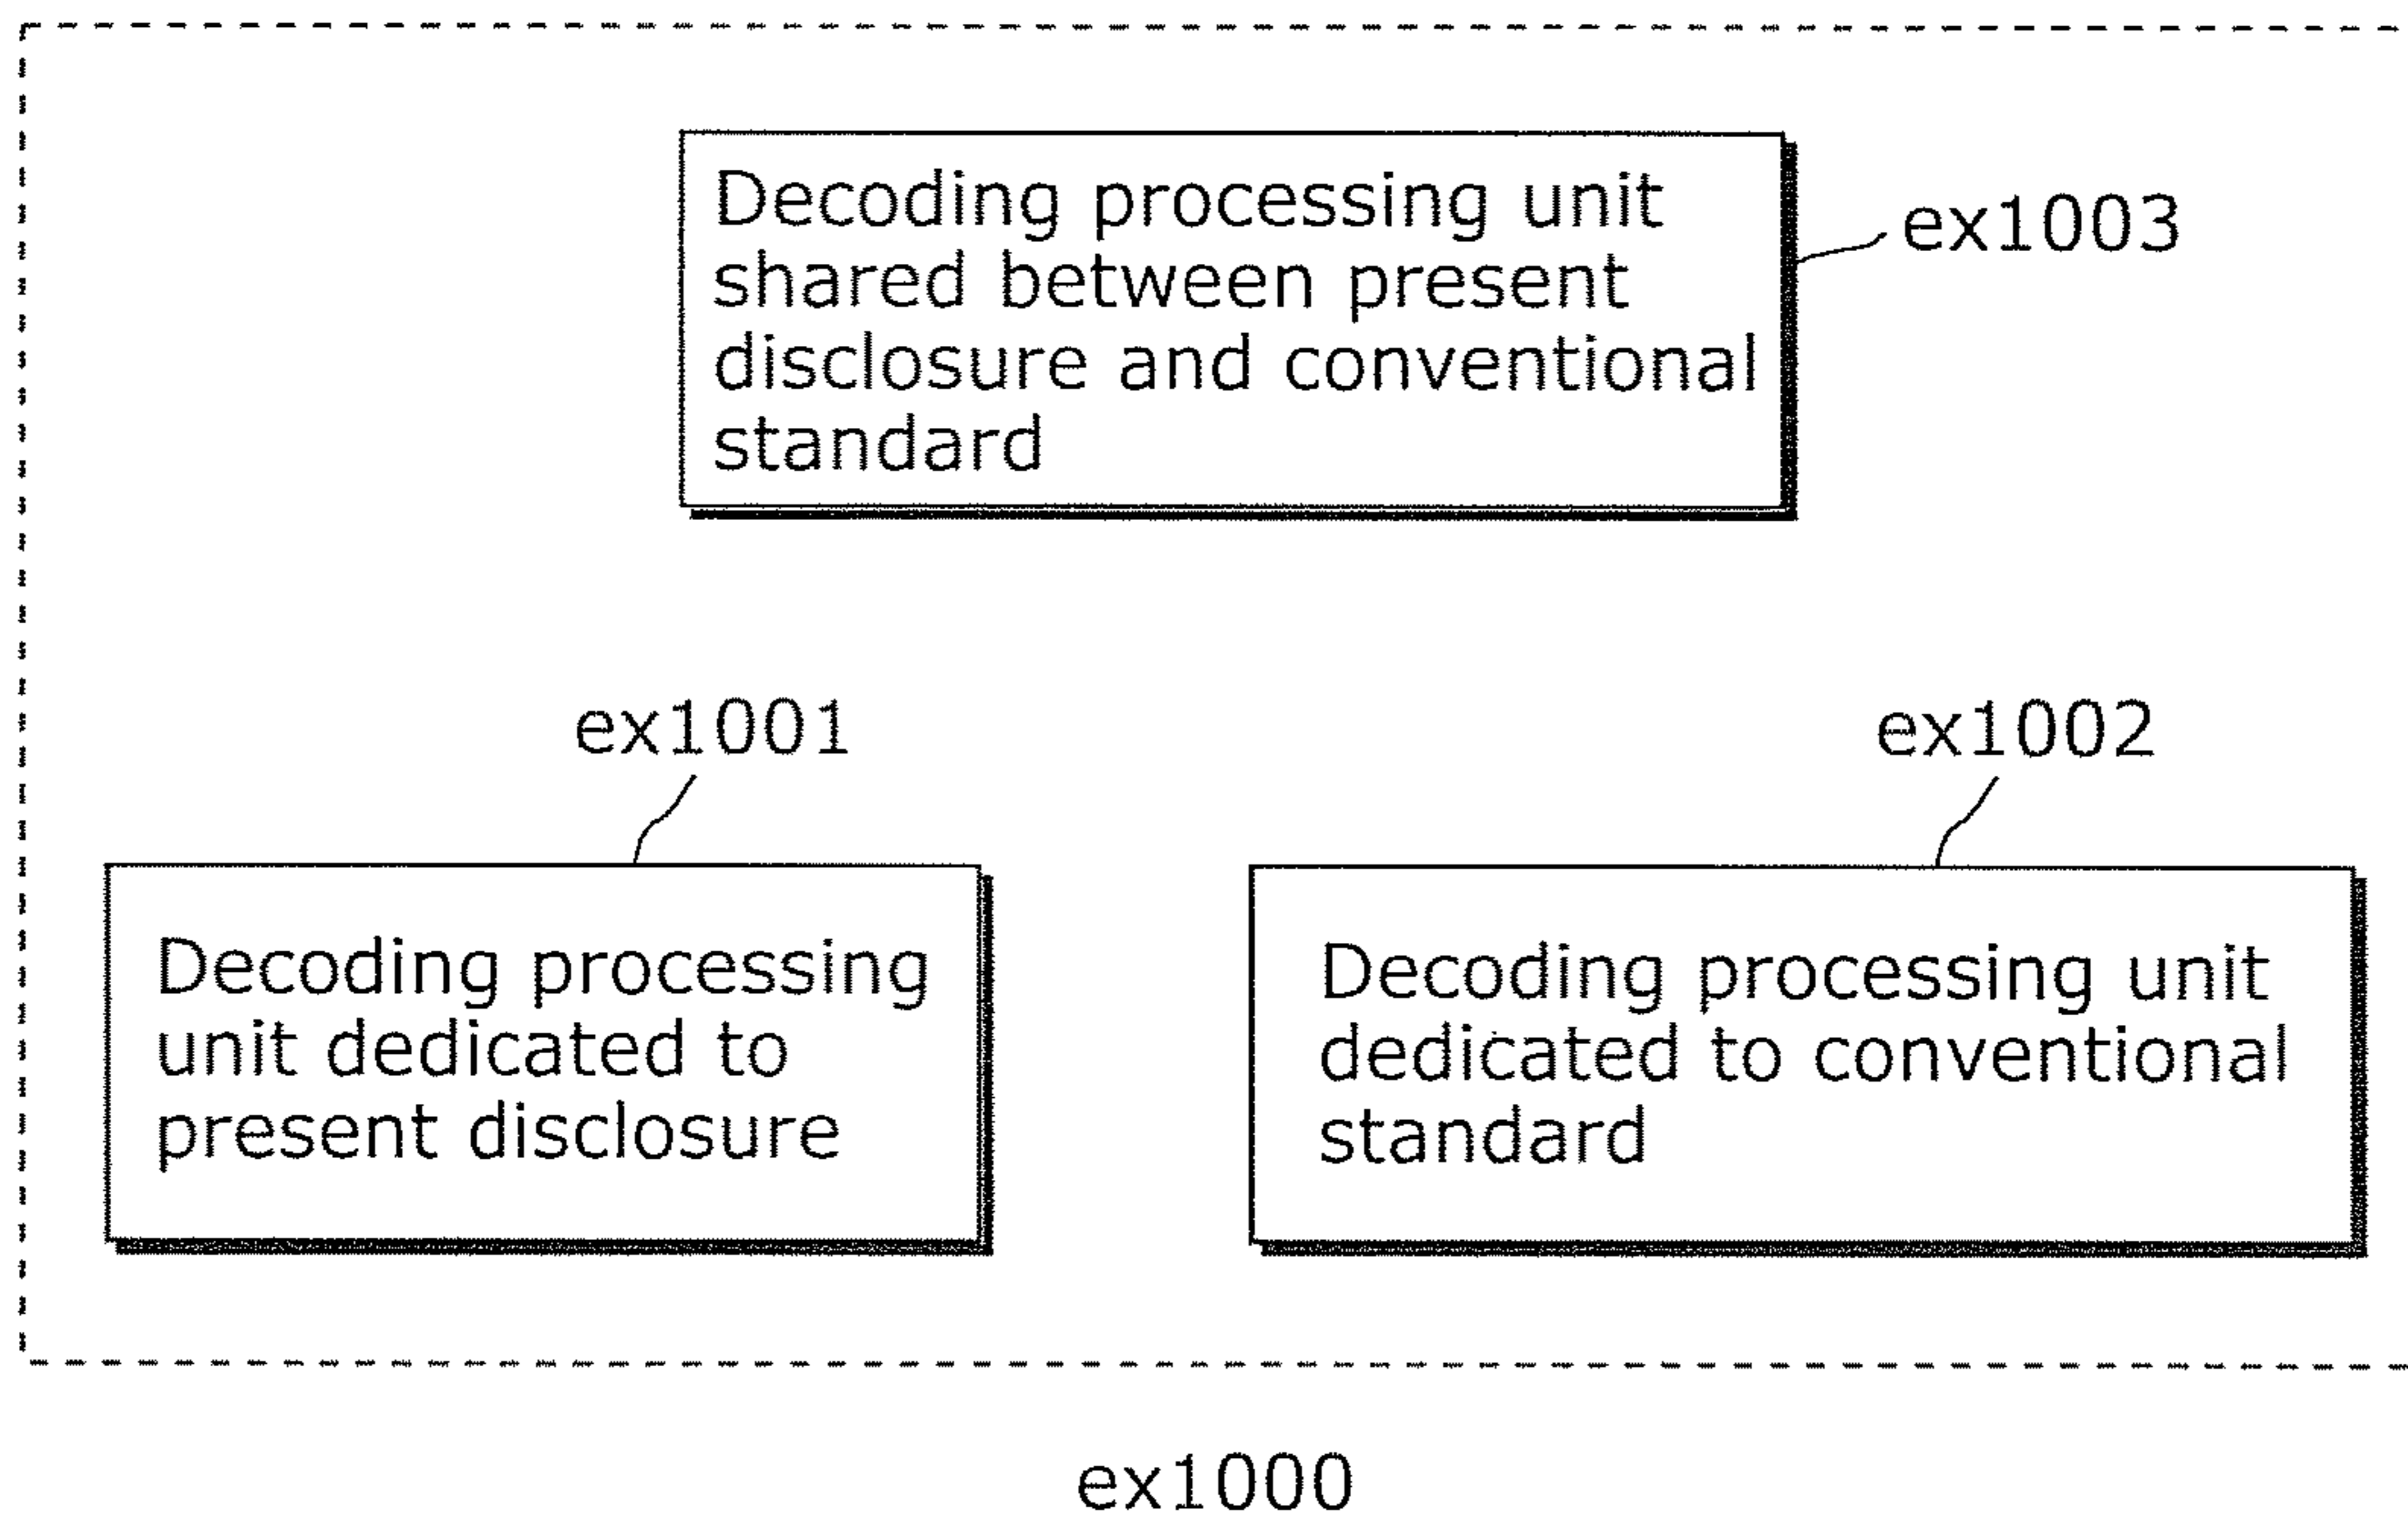 Decoding processing unit
shared between present
disclosure and conventional
standard
ex1003
ex1001
Decoding processing
unit dedicated to
present disclosure
ex1002
Decoding processing unit
dedicated to conventional
standard
ex1000